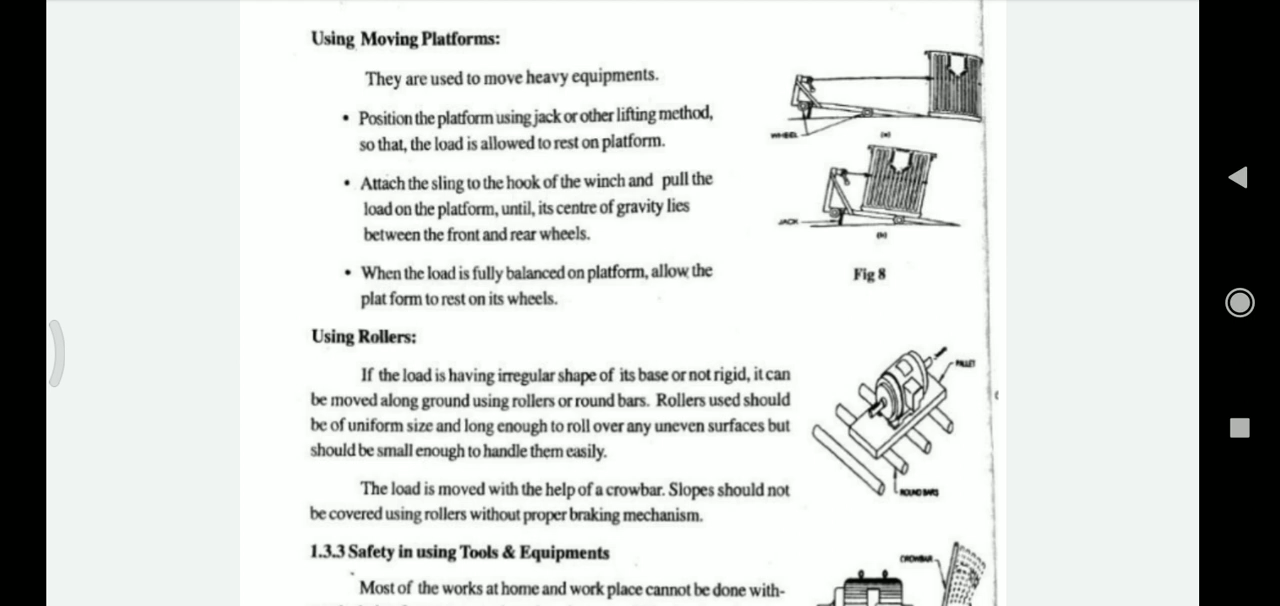 Using Moving Platforms:
They are used to move heavy equipments.
• Position the platform using jack or other lifting method,
so that, the load is allowed to rest on platform.
• Attach the sling to the hook of the winch and pull the
load on the platform, until, its centre of gravity lies
between the front and rear wheels.
• When the load is fully balanced on platform, allow the
plat form to rest on its wheels.
WHEEL
(a)
JACK
(b)
Fig 8
Using Rollers:
If the load is having irregular shape of its base or not rigid, it can
be moved along ground using rollers or round bars. Rollers used should
be of uniform size and long enough to roll over any uneven surfaces but
should be small enough to handle them easily.
The load is moved with the help of a crowbar. Slopes should not
be covered using rollers without proper braking mechanism.
PALLET
ROUND BARS
1.3.3 Safety in using Tools & Equipments
Most of the works at home and work place cannot be done with-
CROWBAR